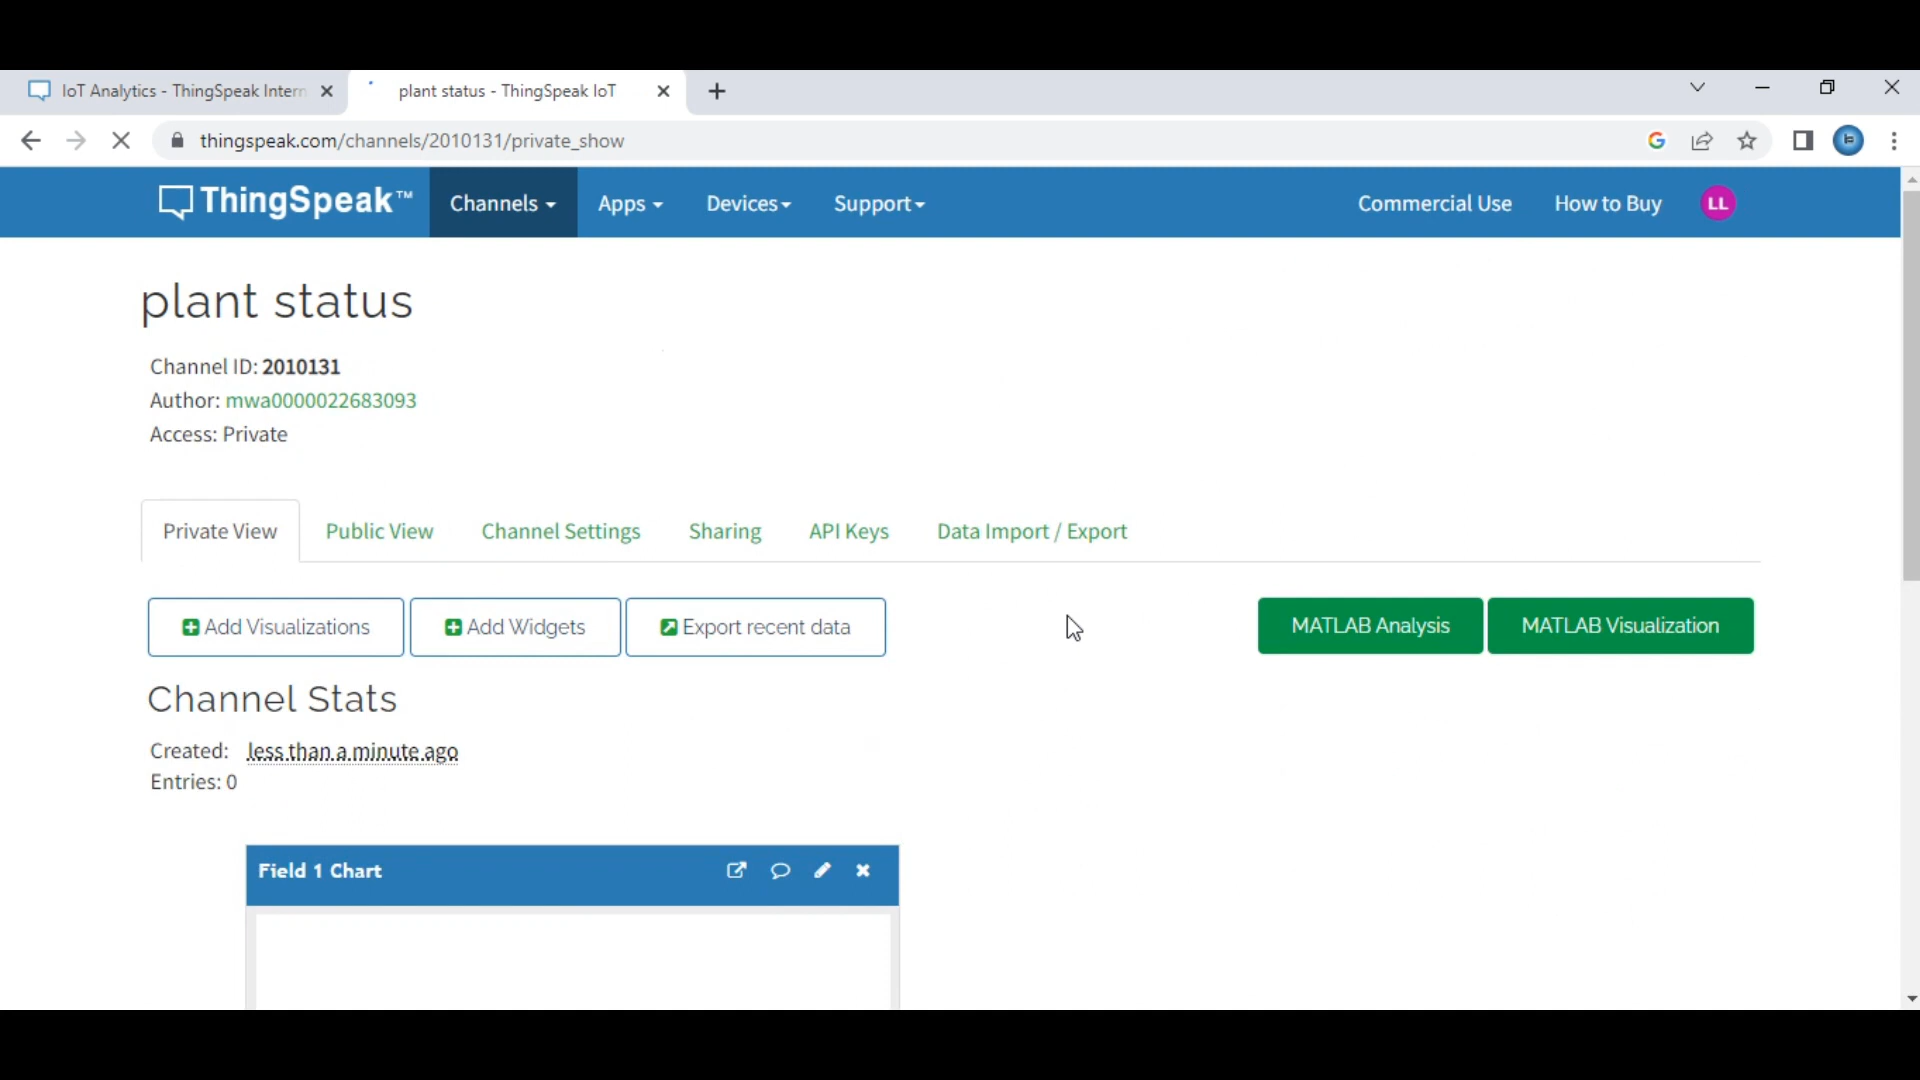 IoT Analytics - ThingSpeak Intern
plant status - ThingSpeak IoT
thingspeak.com/channels/2010131/private_show
ThingSpeak™
Channels
Apps
Devices
Support
Commercial Use
How to Buy
LL
plant status
Channel ID: 2010131
Author: mwa0000022683093
Access: Private
Private View
Public View
Channel Settings
Sharing
API Keys
Data Import / Export
Add Visualizations
Add Widgets
Export recent data
MATLAB Analysis
MATLAB Visualization
Channel Stats
Created: less than a minute ago
Entries: 0
Field 1 Chart